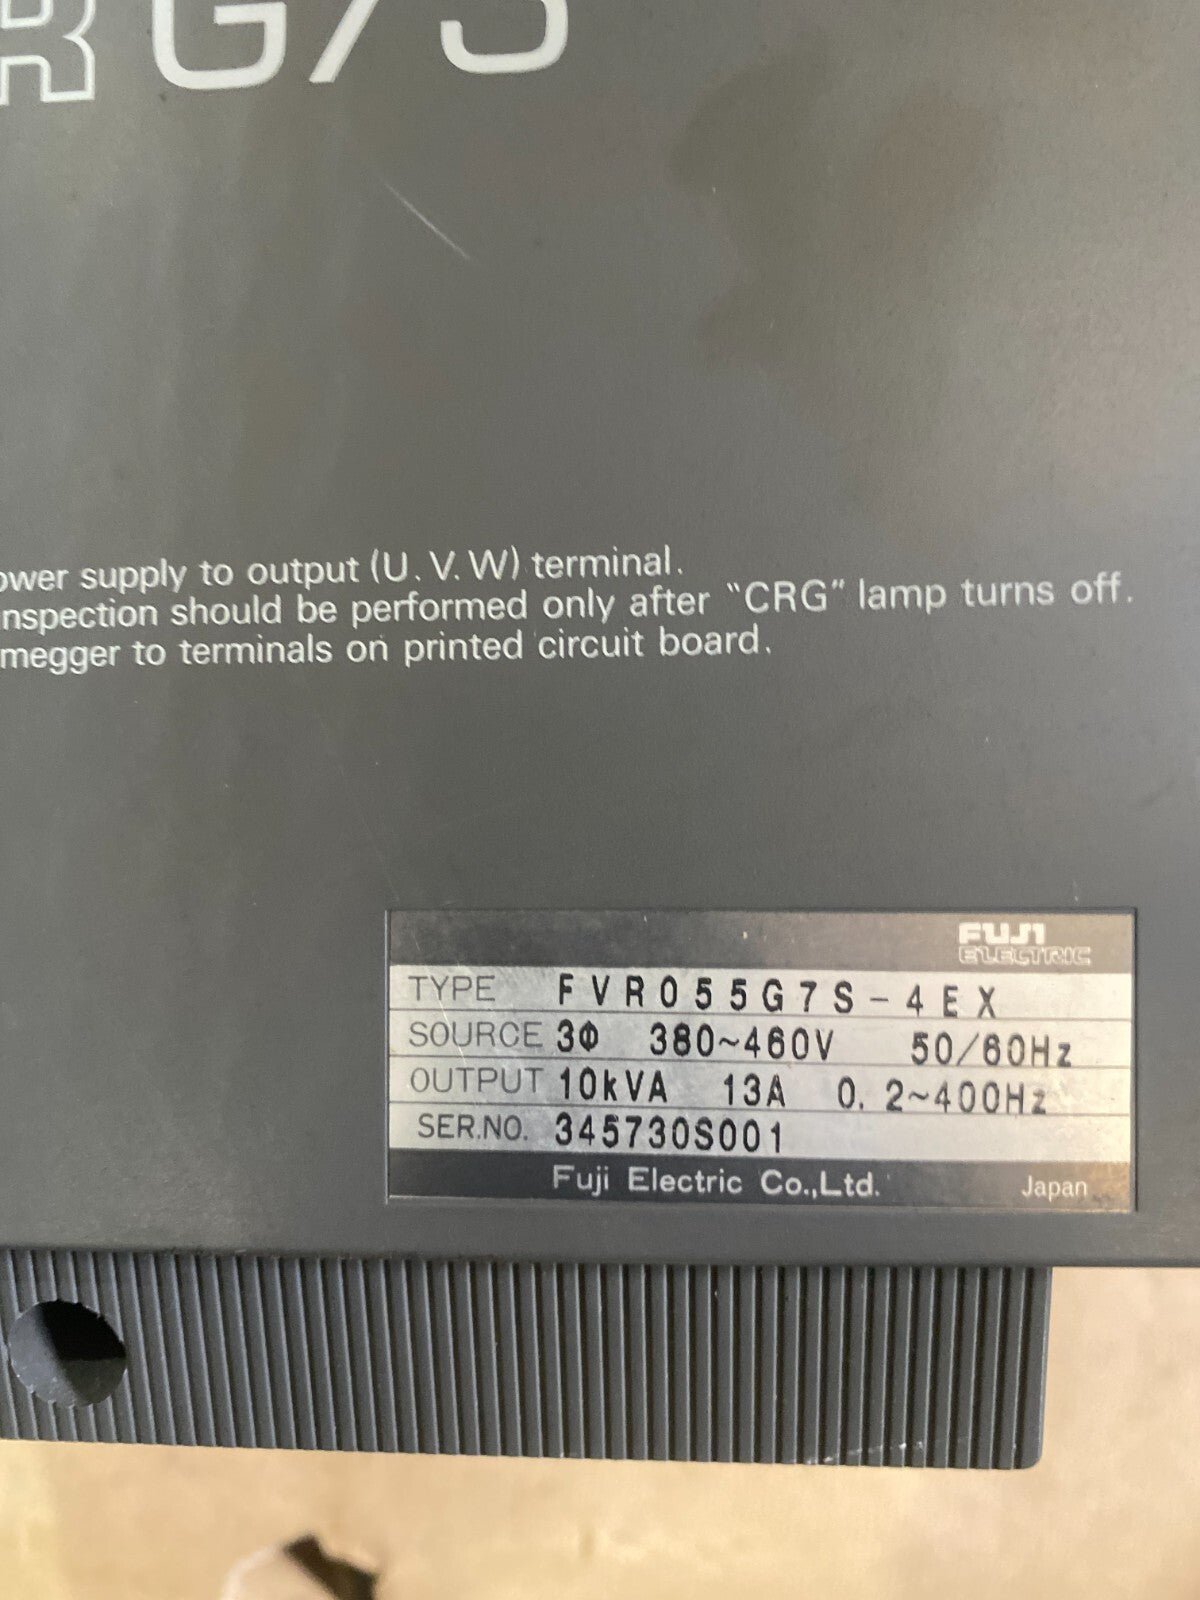 R G7S
ower supply to output (U. V. W) terminal.
nspection should be performed only after "CRG" lamp turns off.
megger to terminals on printed circuit board.
FUJI
ELECTRIC
TYPE FVR055G7S-4EX
SOURCE 3Φ 380~460V 50/60Hz
OUTPUT 10kVA 13A 0.2~400Hz
SER.NO. 345730S001
Fuji Electric Co.,Ltd. Japan